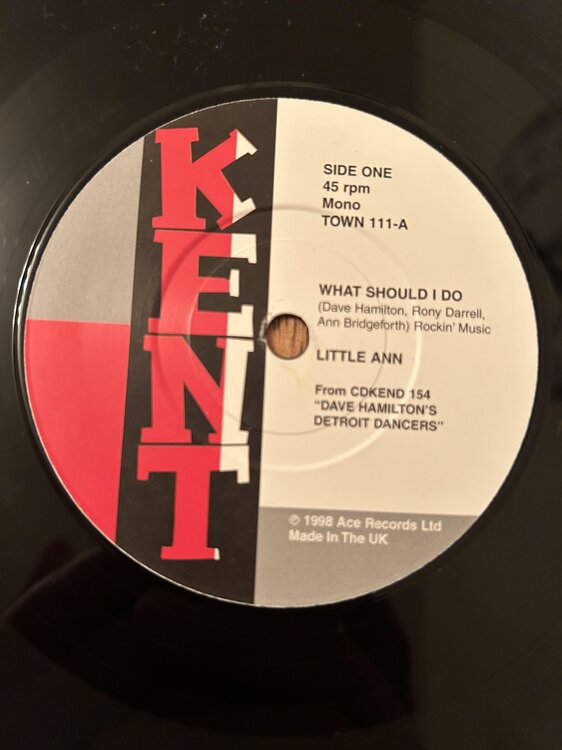 KENT
SIDE ONE
45 rpm
Mono
TOWN 111-A
WHAT SHOULD I DO
(Dave Hamilton, Rony Darrell,
Ann Bridgeforth) Rockin' Music
LITTLE ANN
From CDKEND 154
"DAVE HAMILTON'S
DETROIT DANCERS"
℗ 1998 Ace Records Ltd
Made In The UK